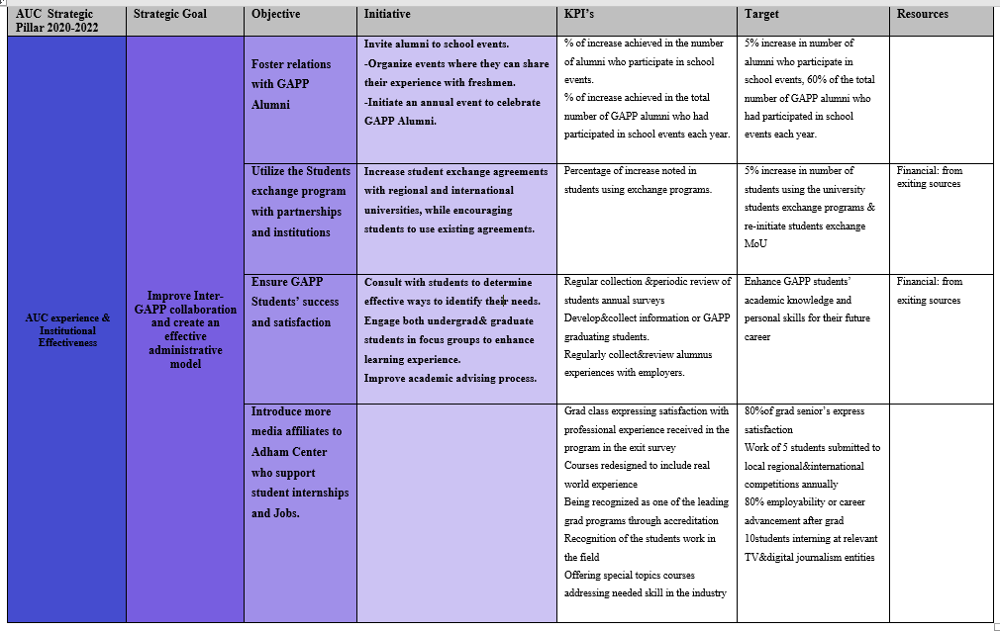 AUC Strategic
Pillar 2020-2022
Strategic Goal
Objective
Initiative
KPI's
Target
Resources
AUC experience &
Institutional
Effectiveness
Improve Inter-
GAPP collaboration
and create an
effective
administrative
model
Foster relations
with GAPP
Alumni
Invite alumni to school events.
-Organize events where they can share
their experience with freshmen.
-Initiate an annual event to celebrate
GAPP Alumni.
% of increase achieved in the number
of alumni who participate in school
events.
% of increase achieved in the total
number of GAPP alumni who had
participated in school events each year.
5% increase in number of
alumni who participate in
school events, 60% of the total
number of GAPP alumni who
had participated in school
events each year.
Utilize the Students
exchange program
with partnerships
and institutions
Increase student exchange agreements
with regional and international
universities, while encouraging
students to use existing agreements.
Percentage of increase noted in
students using exchange programs.
5% increase in number of
students using the university
students exchange programs &
re-initiate students exchange
MoU
Financial: from
exiting sources
Ensure GAPP
Students' success
and satisfaction
Consult with students to determine
effective ways to identify their needs.
Engage both undergrad& graduate
students in focus groups to enhance
learning experience.
Improve academic advising process.
Regular collection &periodic review of
students annual surveys
Develop&collect information or GAPP
graduating students.
Regularly collect&review alumnus
experiences with employers.
Enhance GAPP students'
academic knowledge and
personal skills for their future
career
Financial: from
exiting sources
Introduce more
media affiliates to
Adham Center
who support
student internships
and Jobs.
Grad class expressing satisfaction with
professional experience received in the
program in the exit survey
Courses redesigned to include real
world experience
Being recognized as one of the leading
grad programs through accreditation
Recognition of the students work in
the field
Offering special topics courses
addressing needed skill in the industry
80%of grad senior's express
satisfaction
Work of 5 students submitted to
local regional&international
competitions annually
80% employability or career
advancement after grad
10students interning at relevant
TV&digital journalism entities